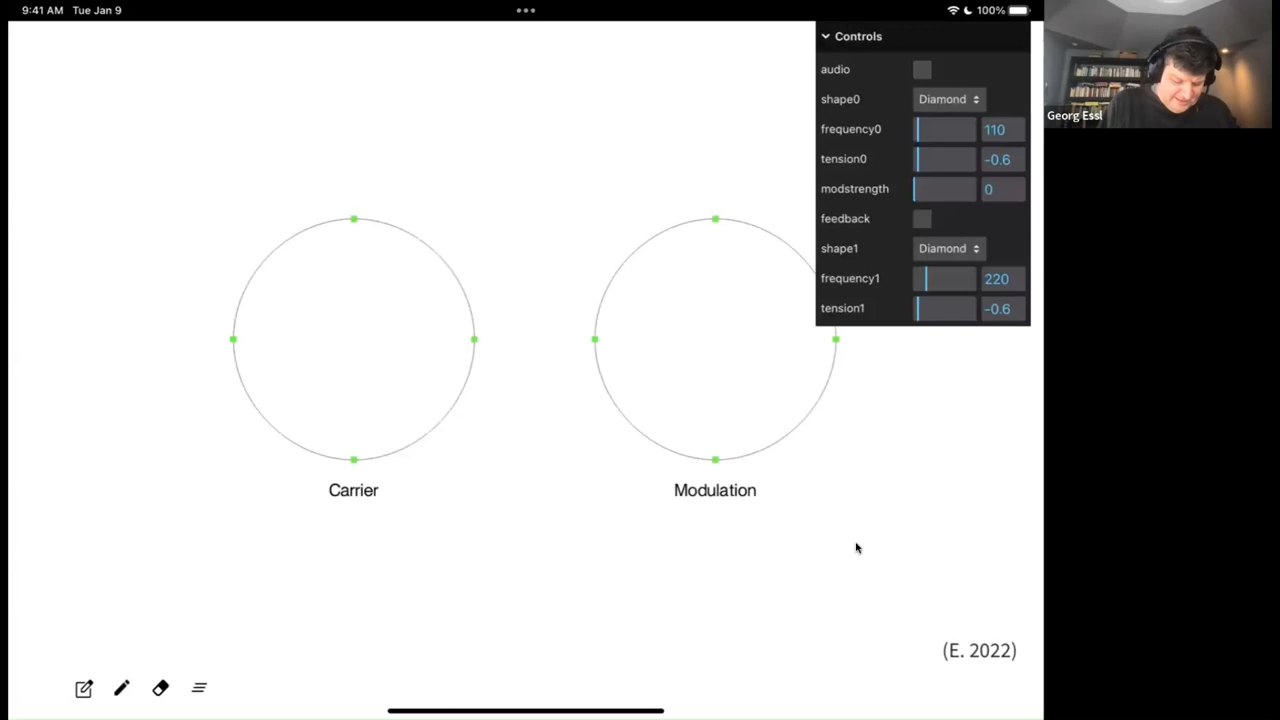 9:41 AM Tue Jan 9
100%
Controls
audio
shape0 Diamond
frequency0 110
tension0 -0.6
modstrength 0
feedback
shape1 Diamond
frequency1 220
tension1 -0.6
Georg Essl
Carrier
Modulation
(E. 2022)